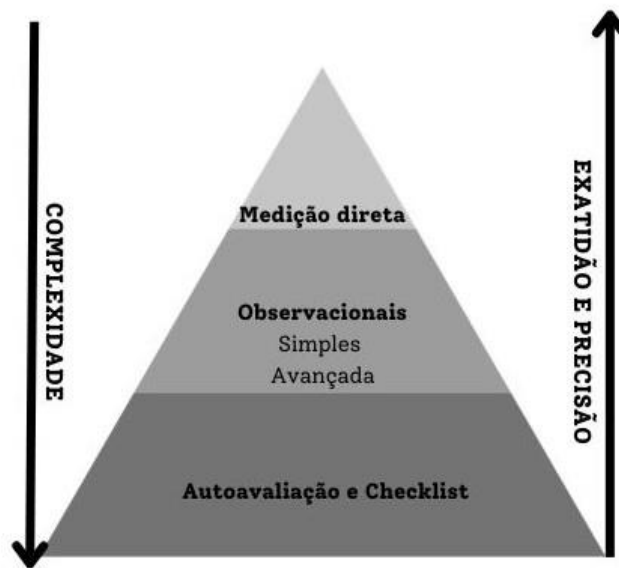 COMPLEXIDADE
Medição direta
Observacionais
Simples
Avançada
Autoavaliação e Checklist
EXATIDÃO E PRECISÃO